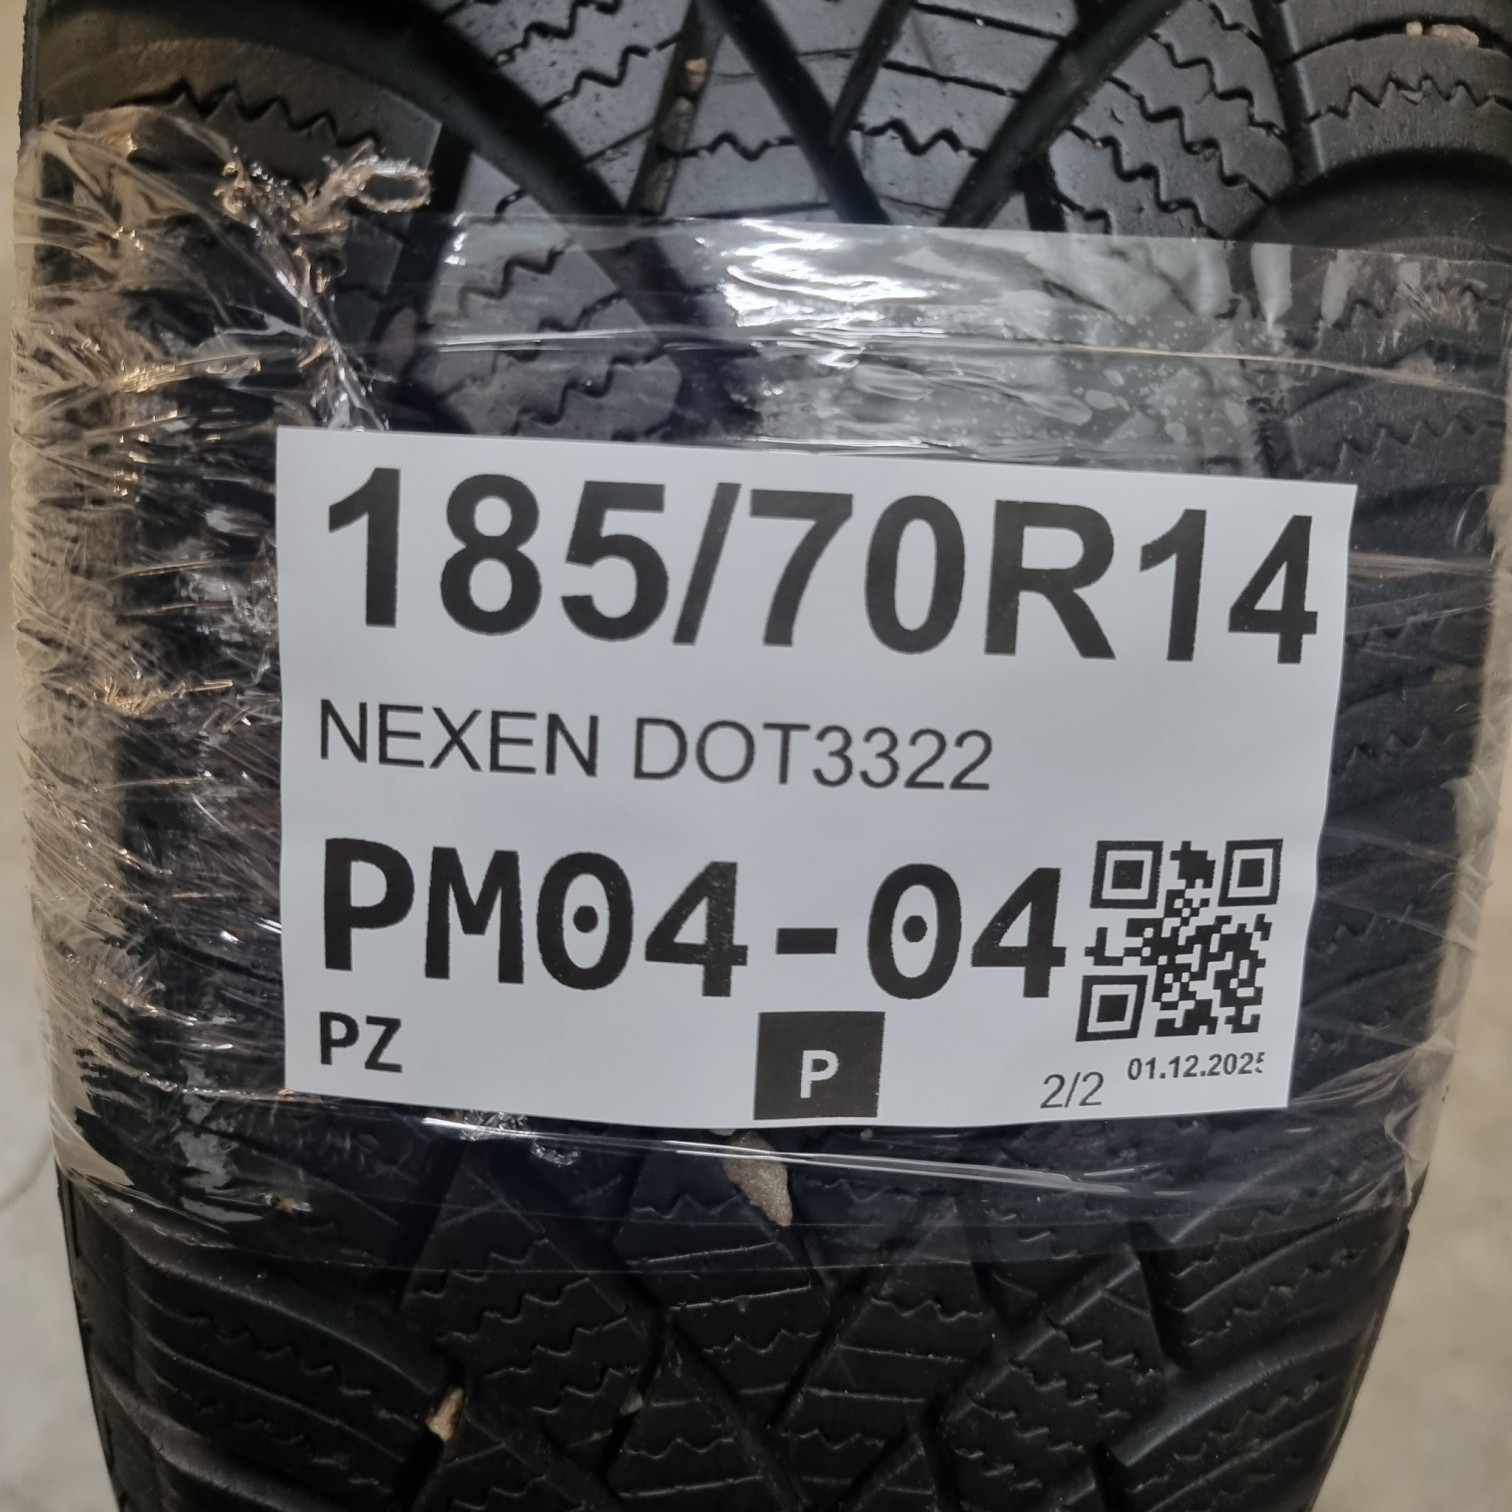 185/70R14
NEXEN DOT3322
PM04-04
PZ
P
2/2
01.12.2025